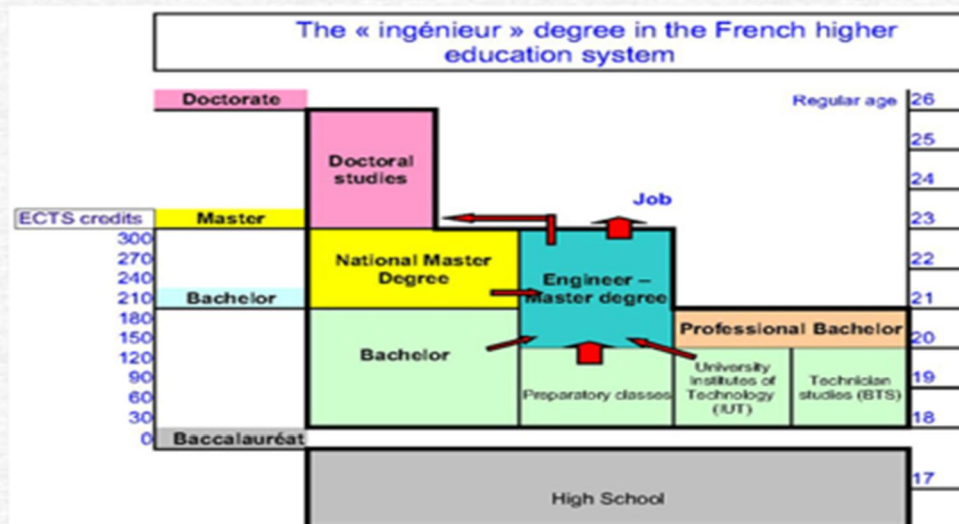 The « ingénieur » degree in the French higher
education system
Doctorate
Regular age
26
25
Doctoral
studies
24
Job
ECTS credits
Master
23
300
270
240
210
National Master
Degree
22
Engineer –
Master degree
Bachelor
21
180
150
120
90
60
30
0
Professional Bachelor
20
Bachelor
Preparatory classes
University
Institutes of
Technology
(IUT)
Technician
studies (BTS)
19
18
Baccalauréat
17
High School